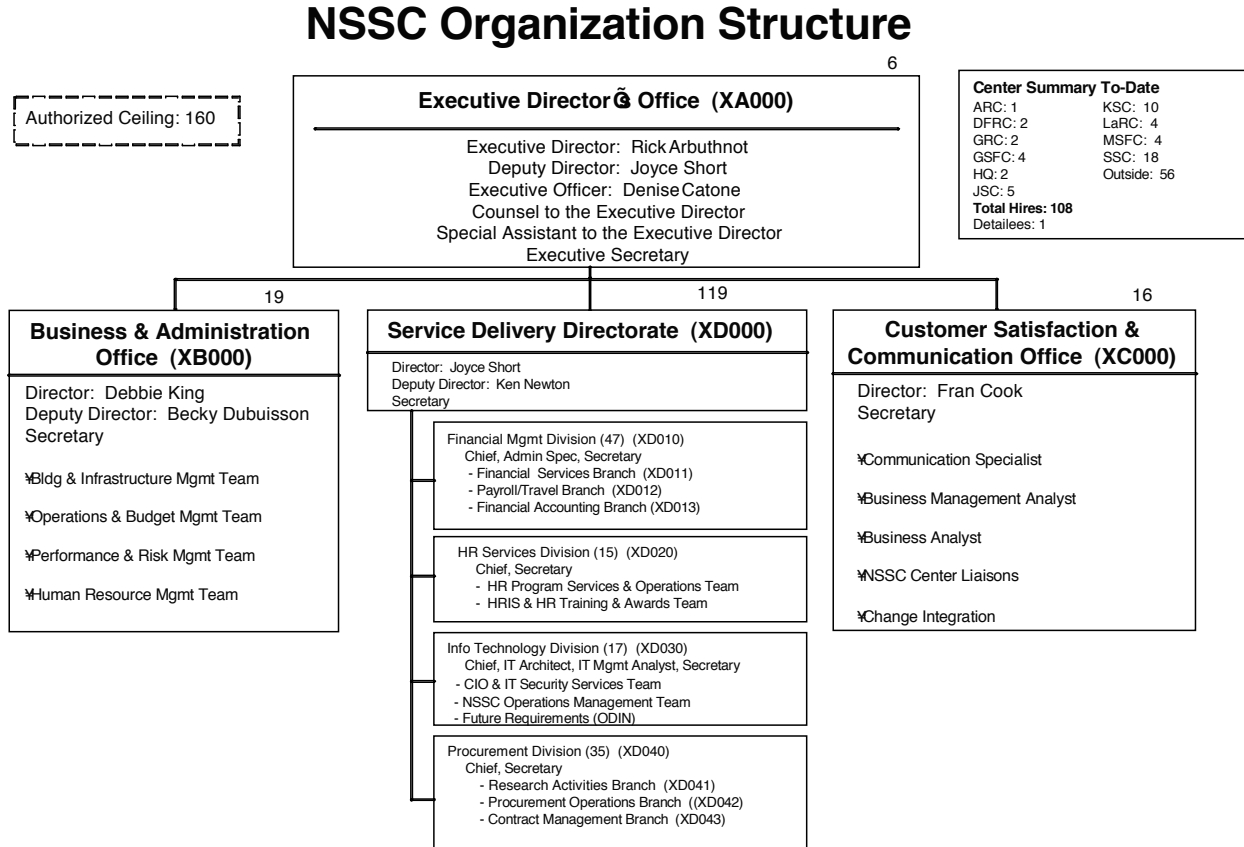 NSSC Organization Structure
6
Authorized Ceiling: 160
Executive DirectorÕs Office (XA000)
Executive Director: Rick Arbuthnot
Deputy Director: Joyce Short
Executive Officer: Denise Catone
Counsel to the Executive Director
Special Assistant to the Executive Director
Executive Secretary
Center Summary To-Date
ARC: 1 KSC: 10
DFRC: 2 LaRC: 4
GRC: 2 MSFC: 4
GSFC: 4 SSC: 18
HQ: 2 Outside: 56
JSC: 5
Total Hires: 108
Detailees: 1
19
Business & Administration
Office (XB000)
Director: Debbie King
Deputy Director: Becky Dubuisson
Secretary
¥Bldg & Infrastructure Mgmt Team
¥Operations & Budget Mgmt Team
¥Performance & Risk Mgmt Team
¥Human Resource Mgmt Team
119
Service Delivery Directorate (XD000)
Director: Joyce Short
Deputy Director: Ken Newton
Secretary
Financial Mgmt Division (47) (XD010)
Chief, Admin Spec, Secretary
- Financial Services Branch (XD011)
- Payroll/Travel Branch (XD012)
- Financial Accounting Branch (XD013)
HR Services Division (15) (XD020)
Chief, Secretary
- HR Program Services & Operations Team
- HRIS & HR Training & Awards Team
Info Technology Division (17) (XD030)
Chief, IT Architect, IT Mgmt Analyst, Secretary
- CIO & IT Security Services Team
- NSSC Operations Management Team
- Future Requirements (ODIN)
Procurement Division (35) (XD040)
Chief, Secretary
- Research Activities Branch (XD041)
- Procurement Operations Branch ((XD042)
- Contract Management Branch (XD043)
16
Customer Satisfaction &
Communication Office (XC000)
Director: Fran Cook
Secretary
¥Communication Specialist
¥Business Management Analyst
¥Business Analyst
¥NSSC Center Liaisons
¥Change Integration